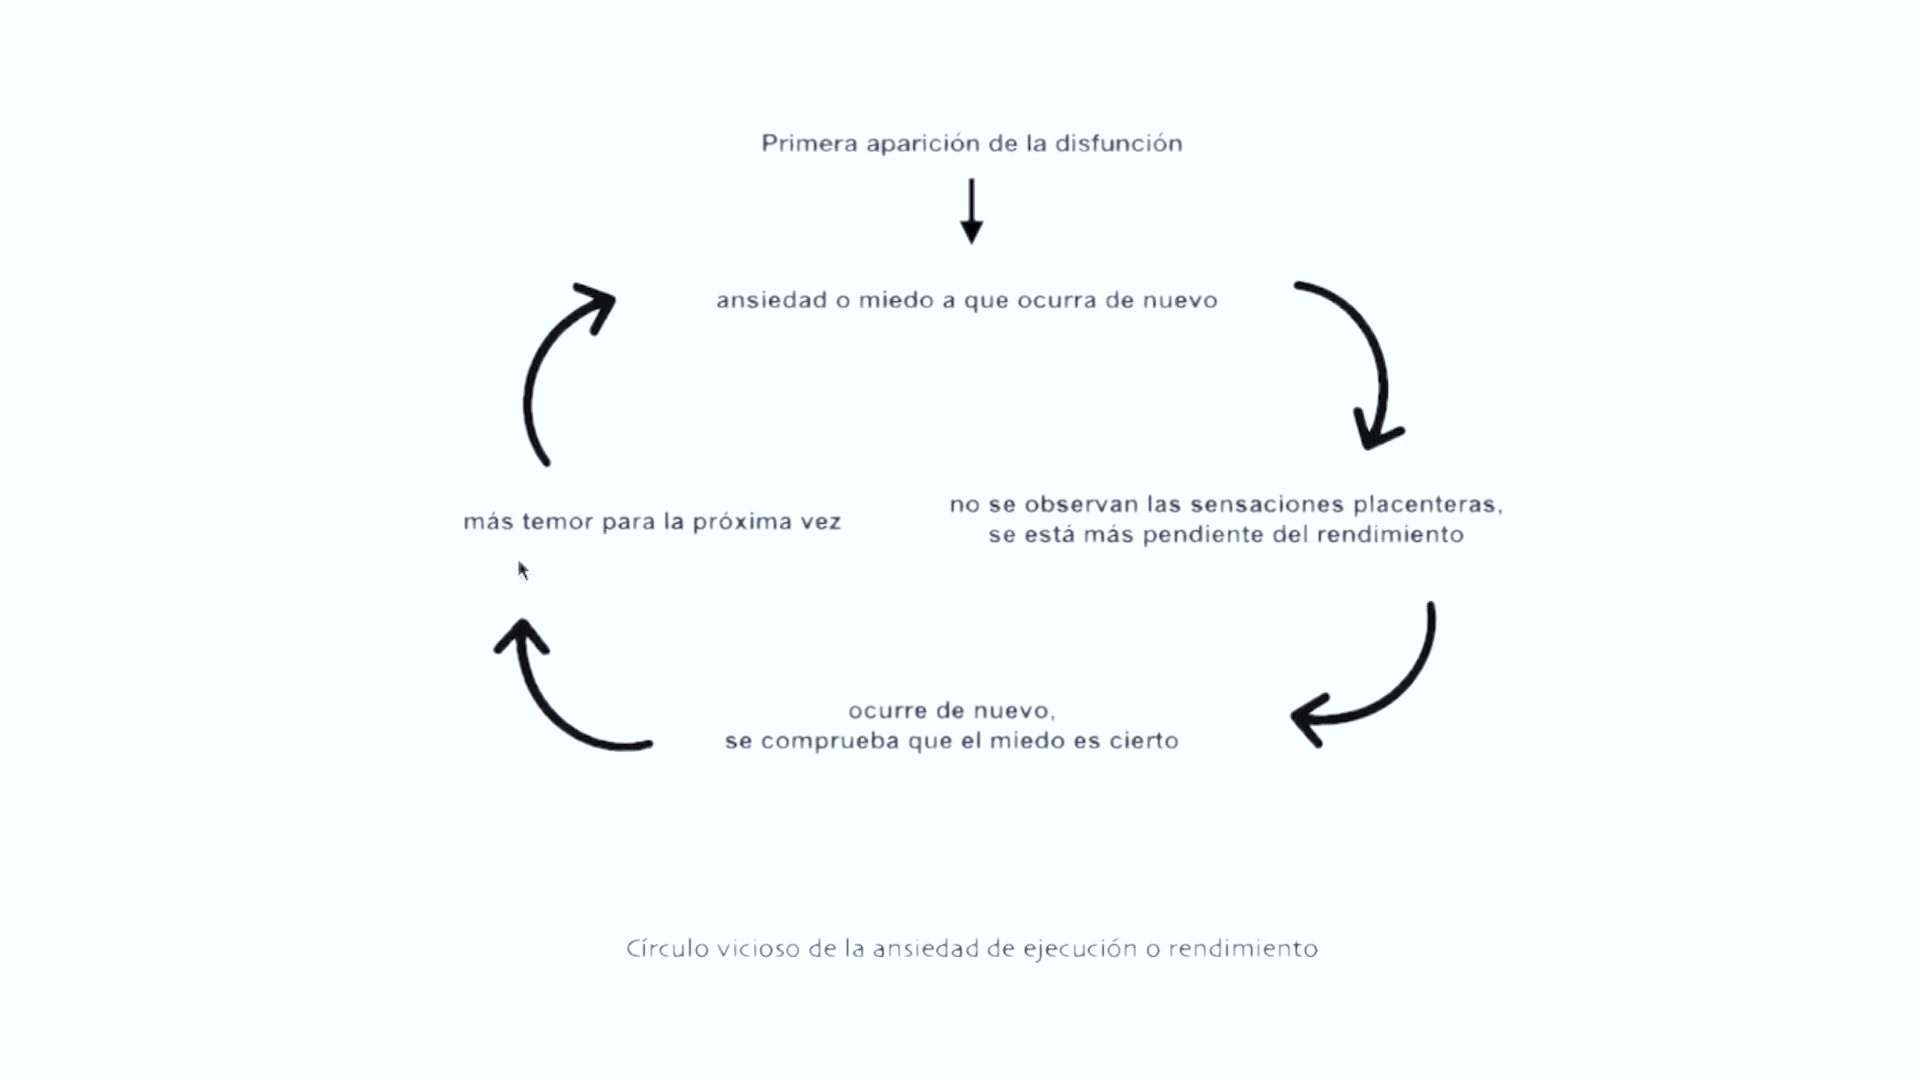 Primera aparición de la disfunción
ansiedad o miedo a que ocurra de nuevo
no se observan las sensaciones placenteras,
se está más pendiente del rendimiento
ocurre de nuevo,
se comprueba que el miedo es cierto
más temor para la próxima vez
Círculo vicioso de la ansiedad de ejecución o rendimiento